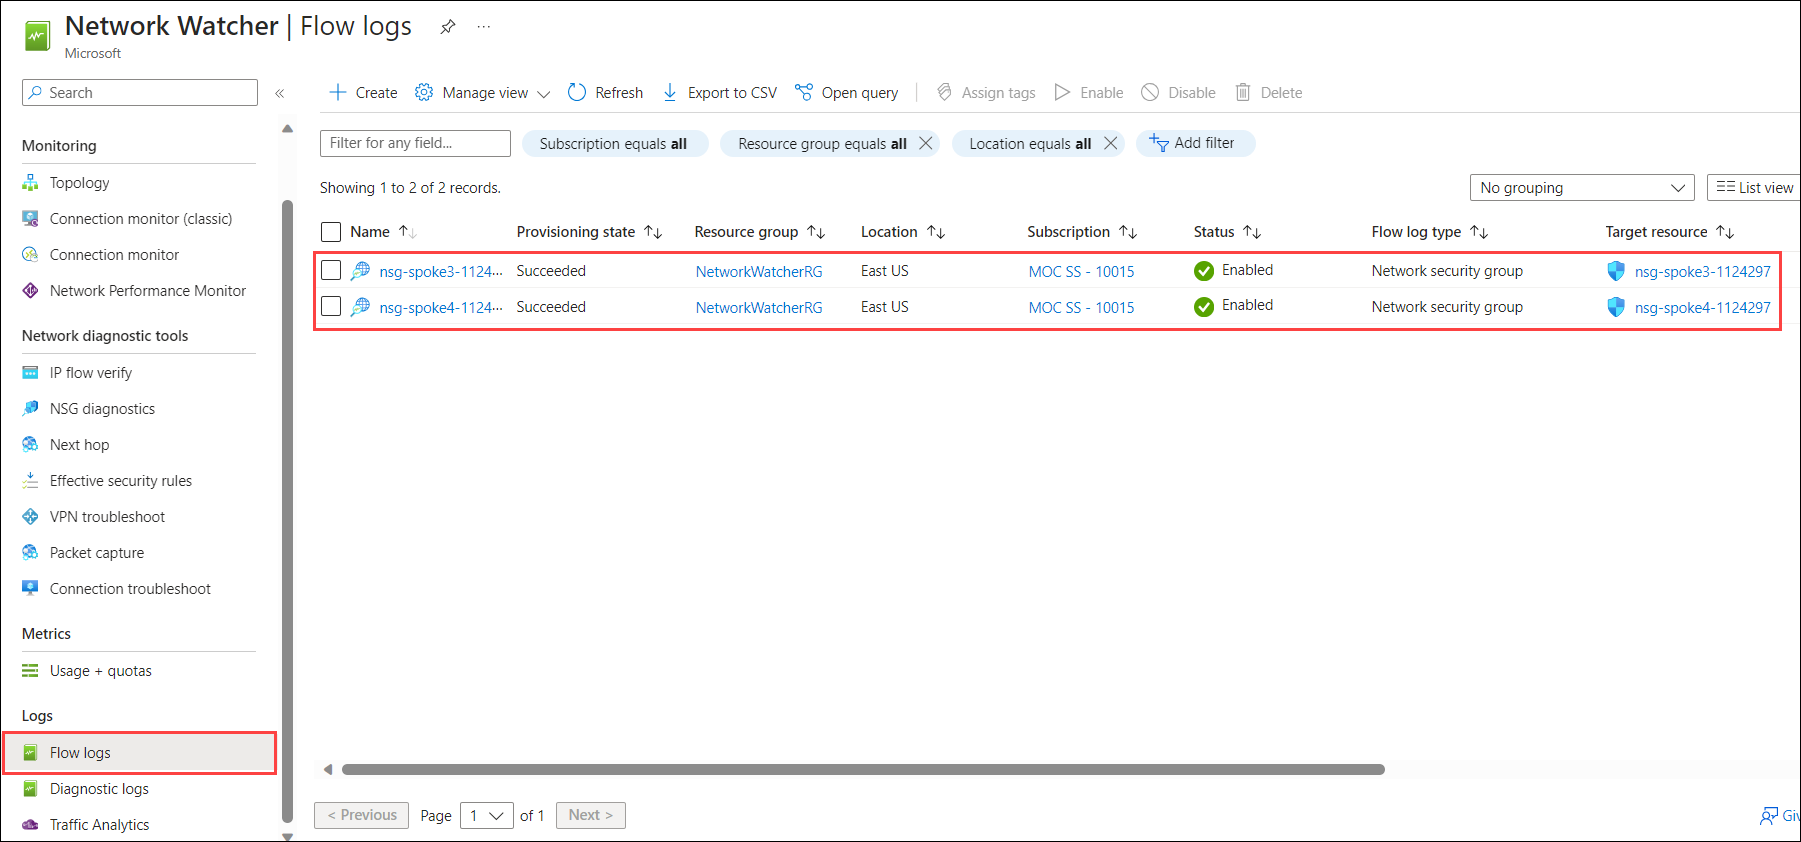 Network Watcher | Flow logs
Microsoft
Search
Create Manage view Refresh Export to CSV Open query Assign tags Enable Disable Delete
Filter for any field... Subscription equals all Resource group equals all Location equals all Add filter
Showing 1 to 2 of 2 records.
No grouping List view
Name Provisioning state Resource group Location Subscription Status Flow log type Target resource
nsg-spoke3-1124... Succeeded NetworkWatcherRG East US MOC SS - 10015 Enabled Network security group nsg-spoke3-1124297
nsg-spoke4-1124... Succeeded NetworkWatcherRG East US MOC SS - 10015 Enabled Network security group nsg-spoke4-1124297
Monitoring
Topology
Connection monitor (classic)
Connection monitor
Network Performance Monitor
Network diagnostic tools
IP flow verify
NSG diagnostics
Next hop
Effective security rules
VPN troubleshoot
Packet capture
Connection troubleshoot
Metrics
Usage + quotas
Logs
Flow logs
Diagnostic logs
Traffic Analytics
< Previous Page 1 of 1 Next >